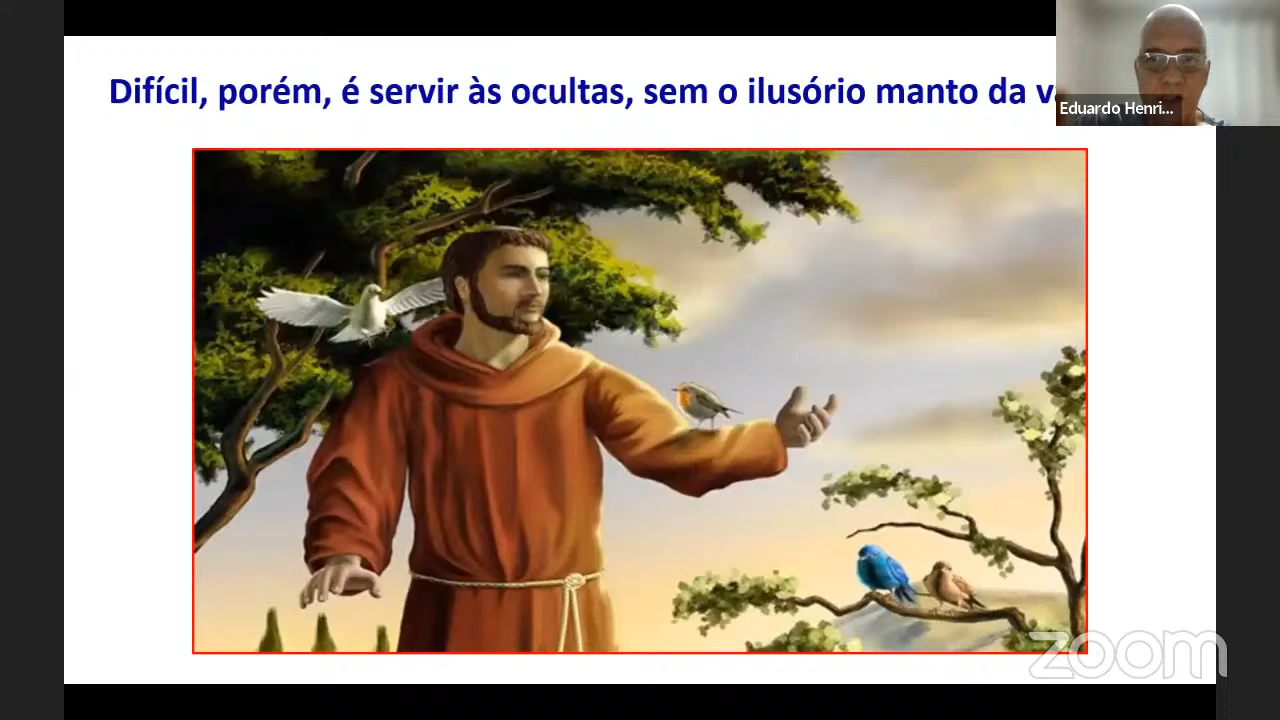 Difícil, porém, é servir às ocultas, sem o ilusório manto da
Eduardo Henri...
zoom